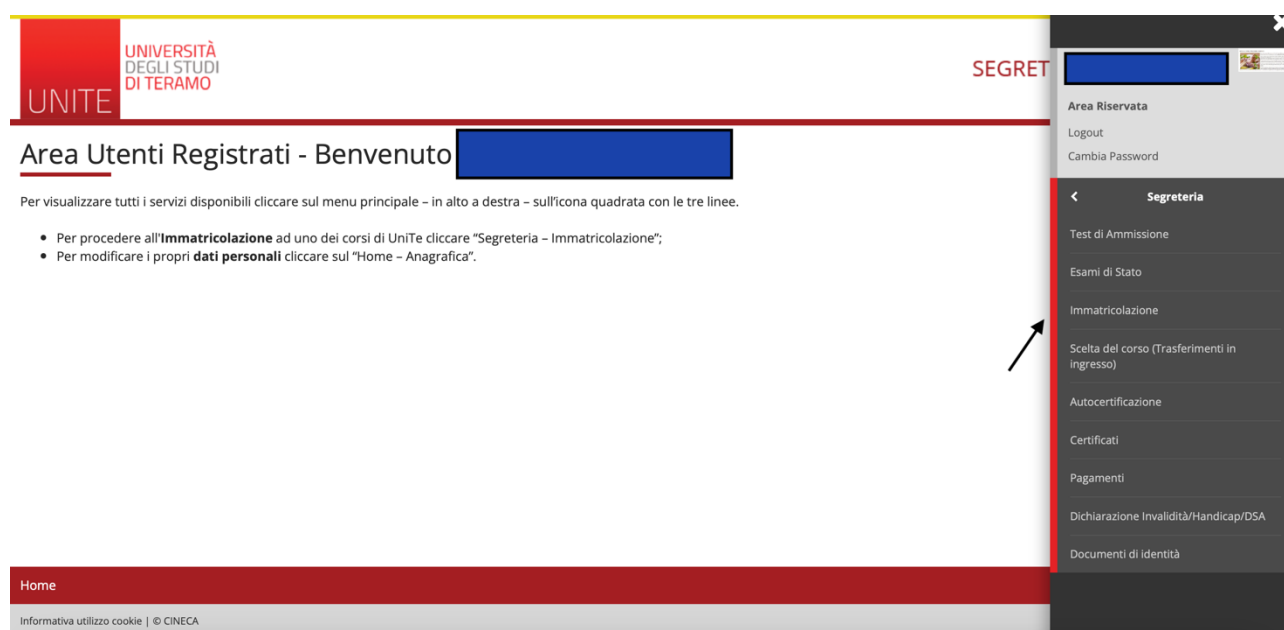 UNITE
UNIVERSITÀ
DEGLI STUDI
DI TERAMO
SEGRET
Area Utenti Registrati - Benvenuto
Per visualizzare tutti i servizi disponibili cliccare sul menu principale – in alto a destra – sull’icona quadrata con le tre linee.
Per procedere all'Immatricolazione ad uno dei corsi di UniTe cliccare “Segreteria – Immatricolazione”;
Per modificare i propri dati personali cliccare sul “Home – Anagrafica”.
Area Riservata
Logout
Cambia Password
Segreteria
Test di Ammissione
Esami di Stato
Immatricolazione
Scelta del corso (Trasferimenti in
ingresso)
Autocertificazione
Certificati
Pagamenti
Dichiarazione Invalidità/Handicap/DSA
Documenti di identità
Home
Informativa utilizzo cookie | © CINECA